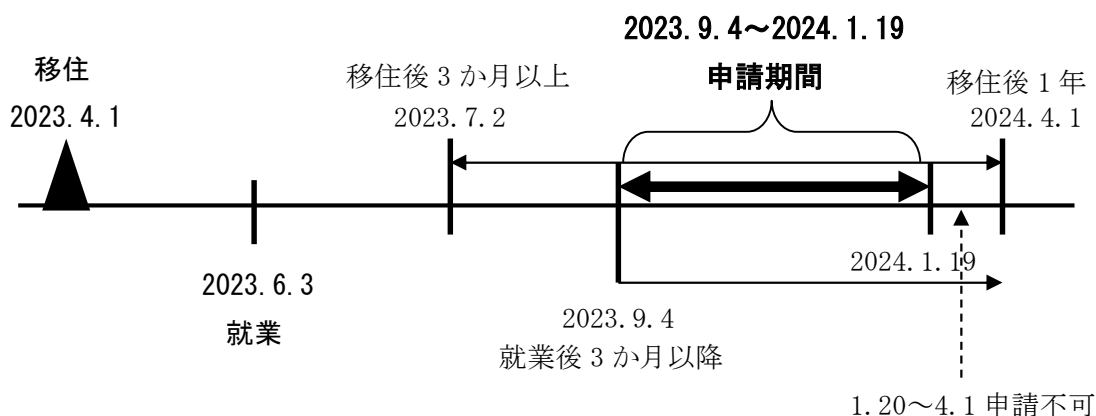 2023.9.4～2024.1.19
申請期間
移住
2023.4.1
移住後 3 か月以上
2023.7.2
移住後 1 年
2024.4.1
2023.6.3
就業
2024.1.19
2023.9.4
就業後 3 か月以降
1.20～4.1 申請不可